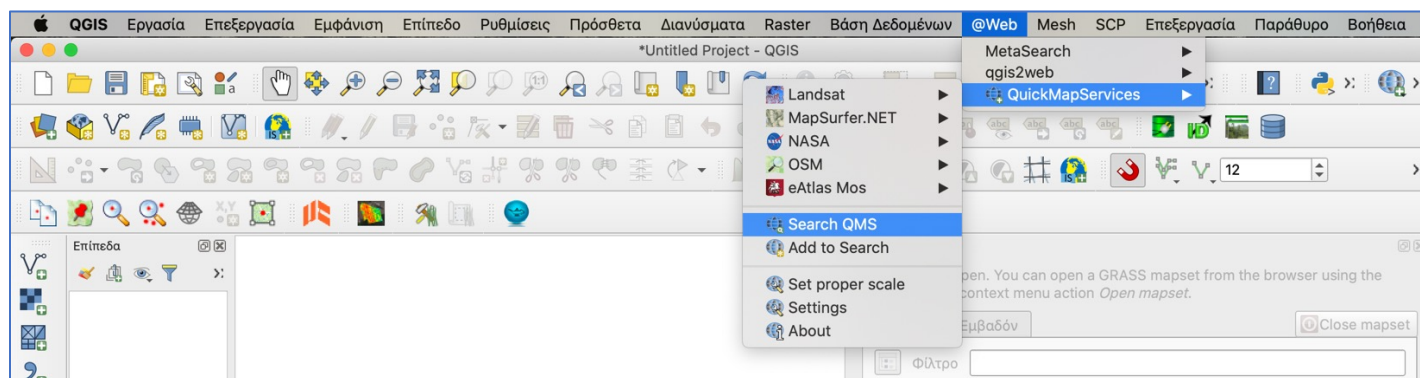 QGIS Εργασία Επεξεργασία Εμφάνιση Επίπεδο Ρυθμίσεις Πρόσθετα Διανύσματα Raster Βάση Δεδομένων @Web Mesh SCP Επεξεργασία Παράθυρο Βοήθεια
*Untitled Project - QGIS
MetaSearch
qgis2web
QuickMapServices
Landsat
MapSurfer.NET
NASA
OSM
eAtlas Mos
Search QMS
Add to Search
Set proper scale
Settings
About
12
Επίπεδα
pen. You can open a GRASS mapset from the browser using the
context menu action Open mapset.
Εμβαδόν
Close mapset
Φίλτρο